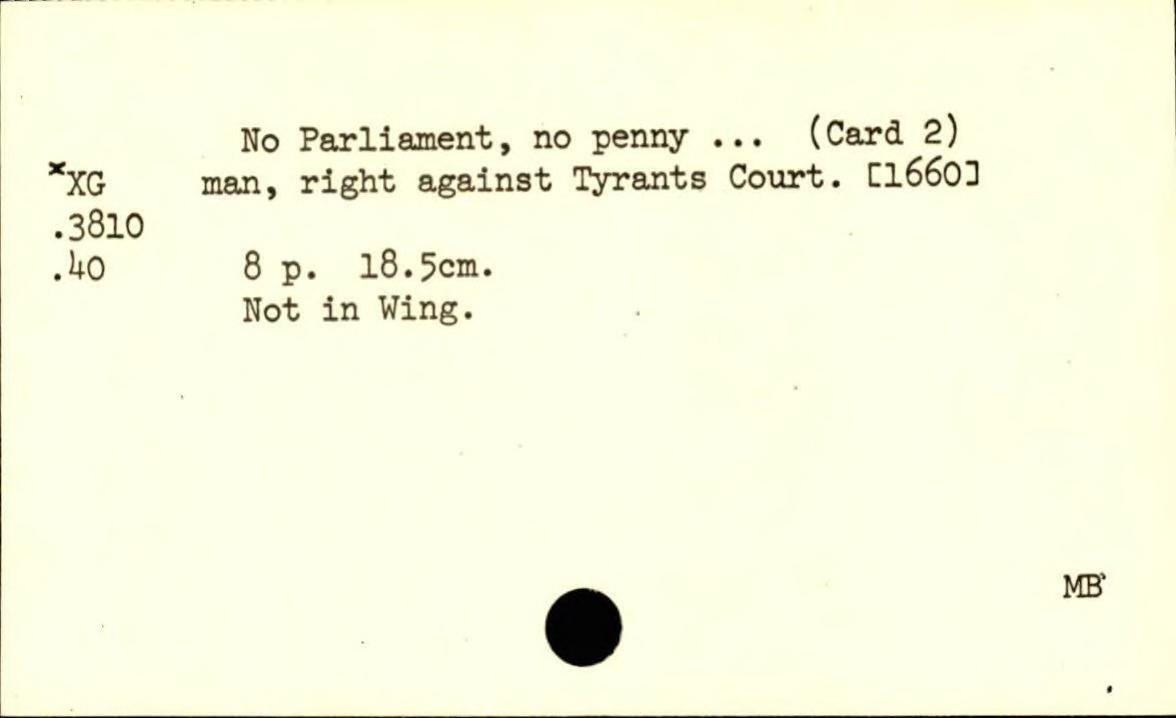 No Parliament, no penny ... (Card 2)
*XG man, right against Tyrants Court. [1660]
.3810
.40 8 p. 18.5cm.
Not in Wing.
MB